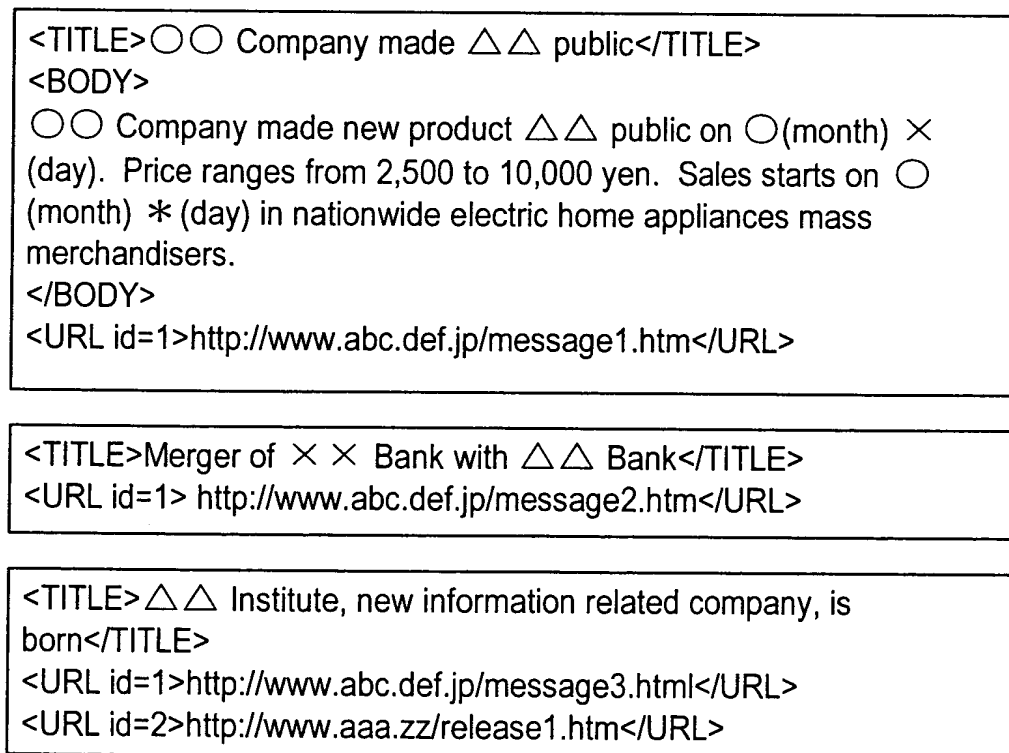 <TITLE>○○ Company made △△ public</TITLE>
<BODY>
○○ Company made new product △△ public on ○(month) ×
(day). Price ranges from 2,500 to 10,000 yen. Sales starts on ○
(month) * (day) in nationwide electric home appliances mass
merchandisers.
</BODY>
<URL id=1>http://www.abc.def.jp/message1.htm</URL>
<TITLE>Merger of × × Bank with △△ Bank</TITLE>
<URL id=1> http://www.abc.def.jp/message2.htm</URL>
<TITLE>△△ Institute, new information related company, is
born</TITLE>
<URL id=1>http://www.abc.def.jp/message3.html</URL>
<URL id=2>http://www.aaa.zz/release1.htm</URL>